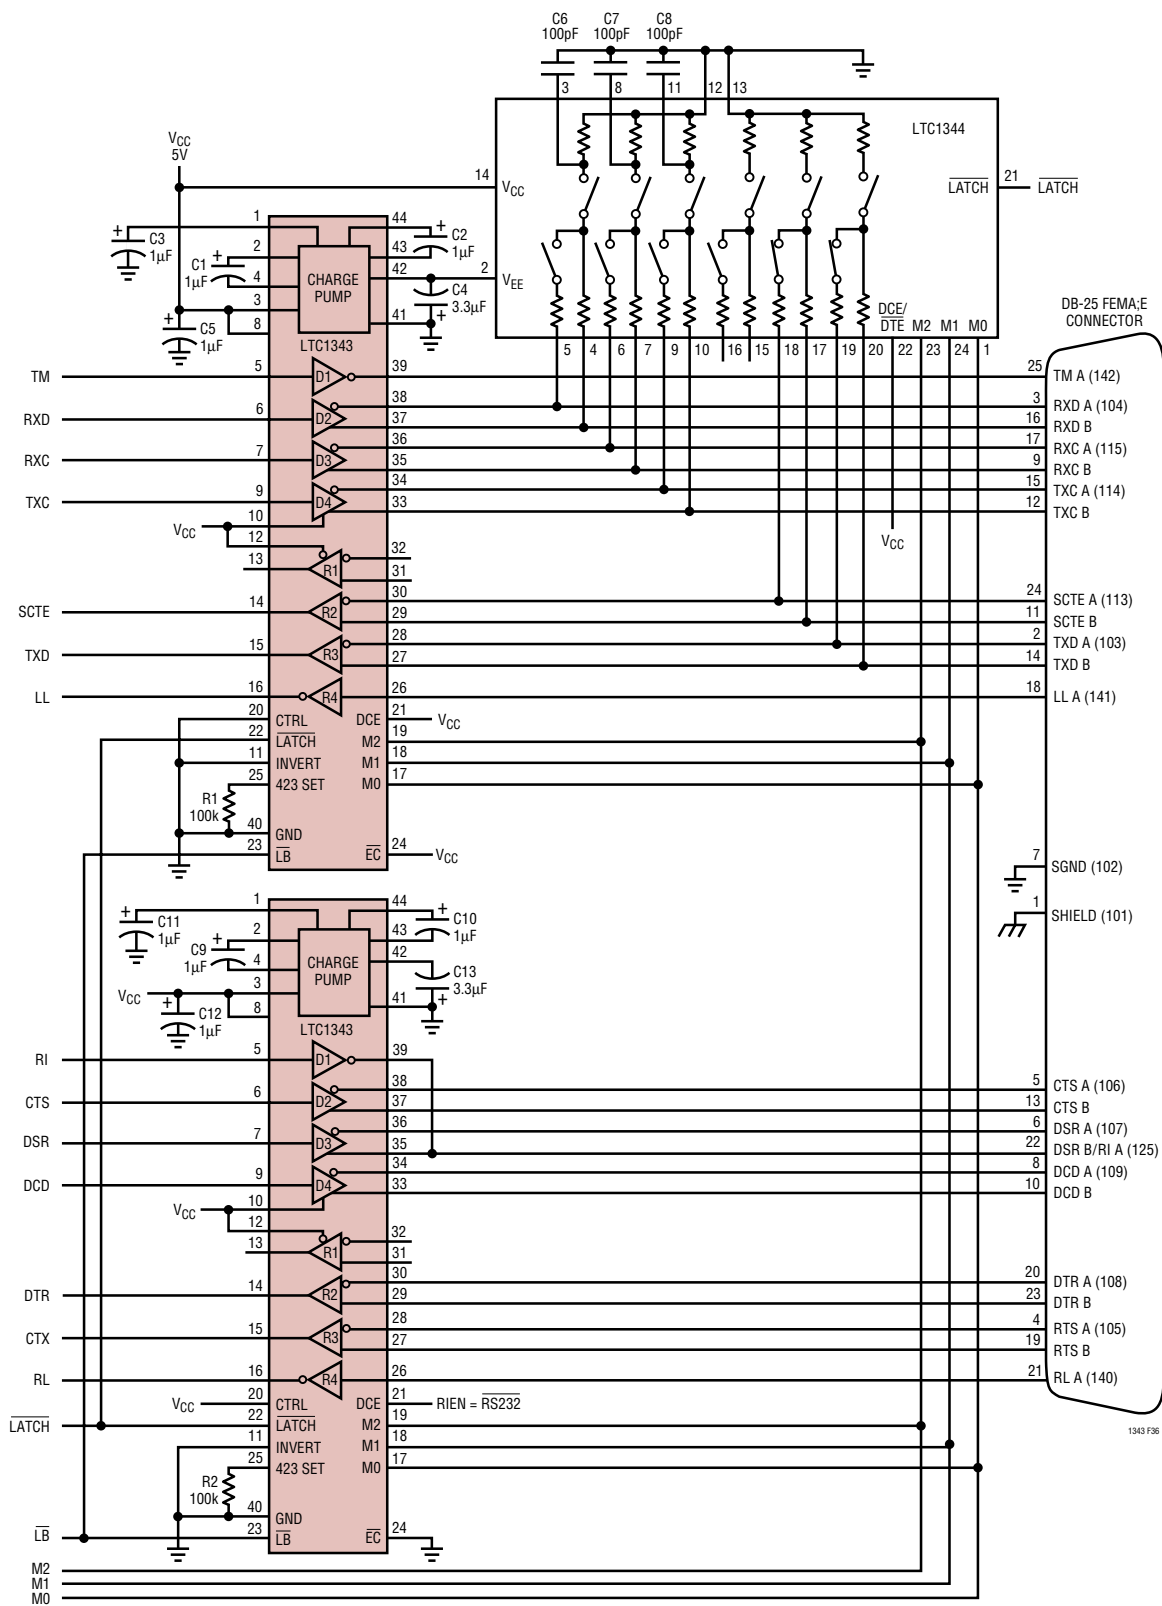 C6 C7 C8
100pF 100pF 100pF
3 8 11 12 13
LTC1344
VCC
5V
14 VCC
LATCH 21 LATCH
1 44
C3 1µF
+ C2 1µF
2 43
C1 1µF
4 42 2 VEE
CHARGE PUMP
C4 3.3µF
3 41
8
C5 1µF
LTC1343
DCE/DTE M2 M1 M0
5 4 6 7 9 10 16 15 18 17 19 20 22 23 24 1
DB-25 FEMA;E
CONNECTOR
TM 5 D1 39 25 TM A (142)
38 3 RXD A (104)
RXD 6 D2 37 16 RXD B
36 17 RXC A (115)
RXC 7 D3 35 9 RXC B
34 15 TXC A (114)
TXC 9 D4 33 12 TXC B
VCC 10
12
VCC
13 R1 32
31
30 24 SCTE A (113)
SCTE 14 R2 29 11 SCTE B
28 2 TXD A (103)
TXD 15 R3 27 14 TXD B
LL 16 R4 26 18 LL A (141)
20 CTRL DCE 21 VCC
22 LATCH M2 19
11 INVERT M1 18
25 423 SET M0 17
R1
100k
40 GND
23 LB EC 24 VCC
7 SGND (102)
1 SHIELD (101)
1 44
C11 1µF
C10 1µF
2 43
C9 1µF
4 42
CHARGE PUMP
C13 3.3µF
VCC 3 41
8
C12 1µF
LTC1343
RI 5 D1 39
38 5 CTS A (106)
CTS 6 D2 37 13 CTS B
36 6 DSR A (107)
DSR 7 D3 35 22 DSR B/RI A (125)
34 8 DCD A (109)
DCD 9 D4 33 10 DCD B
VCC 10
12
13 R1 32
31
30 20 DTR A (108)
DTR 14 R2 29 23 DTR B
28 4 RTS A (105)
CTX 15 R3 27 19 RTS B
RL 16 R4 26 21 RL A (140)
VCC 20 CTRL DCE 21 RIEN = RS232
LATCH 22 LATCH M2 19
11 INVERT M1 18
25 423 SET M0 17
R2
100k
40 GND
LB 23 LB EC 24
M2
M1
M0
1343 F36